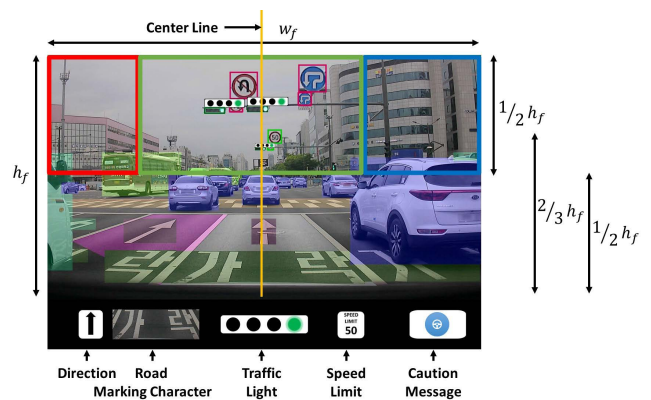 Center Line
w_f
1/2 h_f
h_f
50
2/3 h_f
1/2 h_f
가 락
가 락
SPEED
LIMIT
50
Direction
Road
Marking Character
Traffic
Light
Speed
Limit
Caution
Message